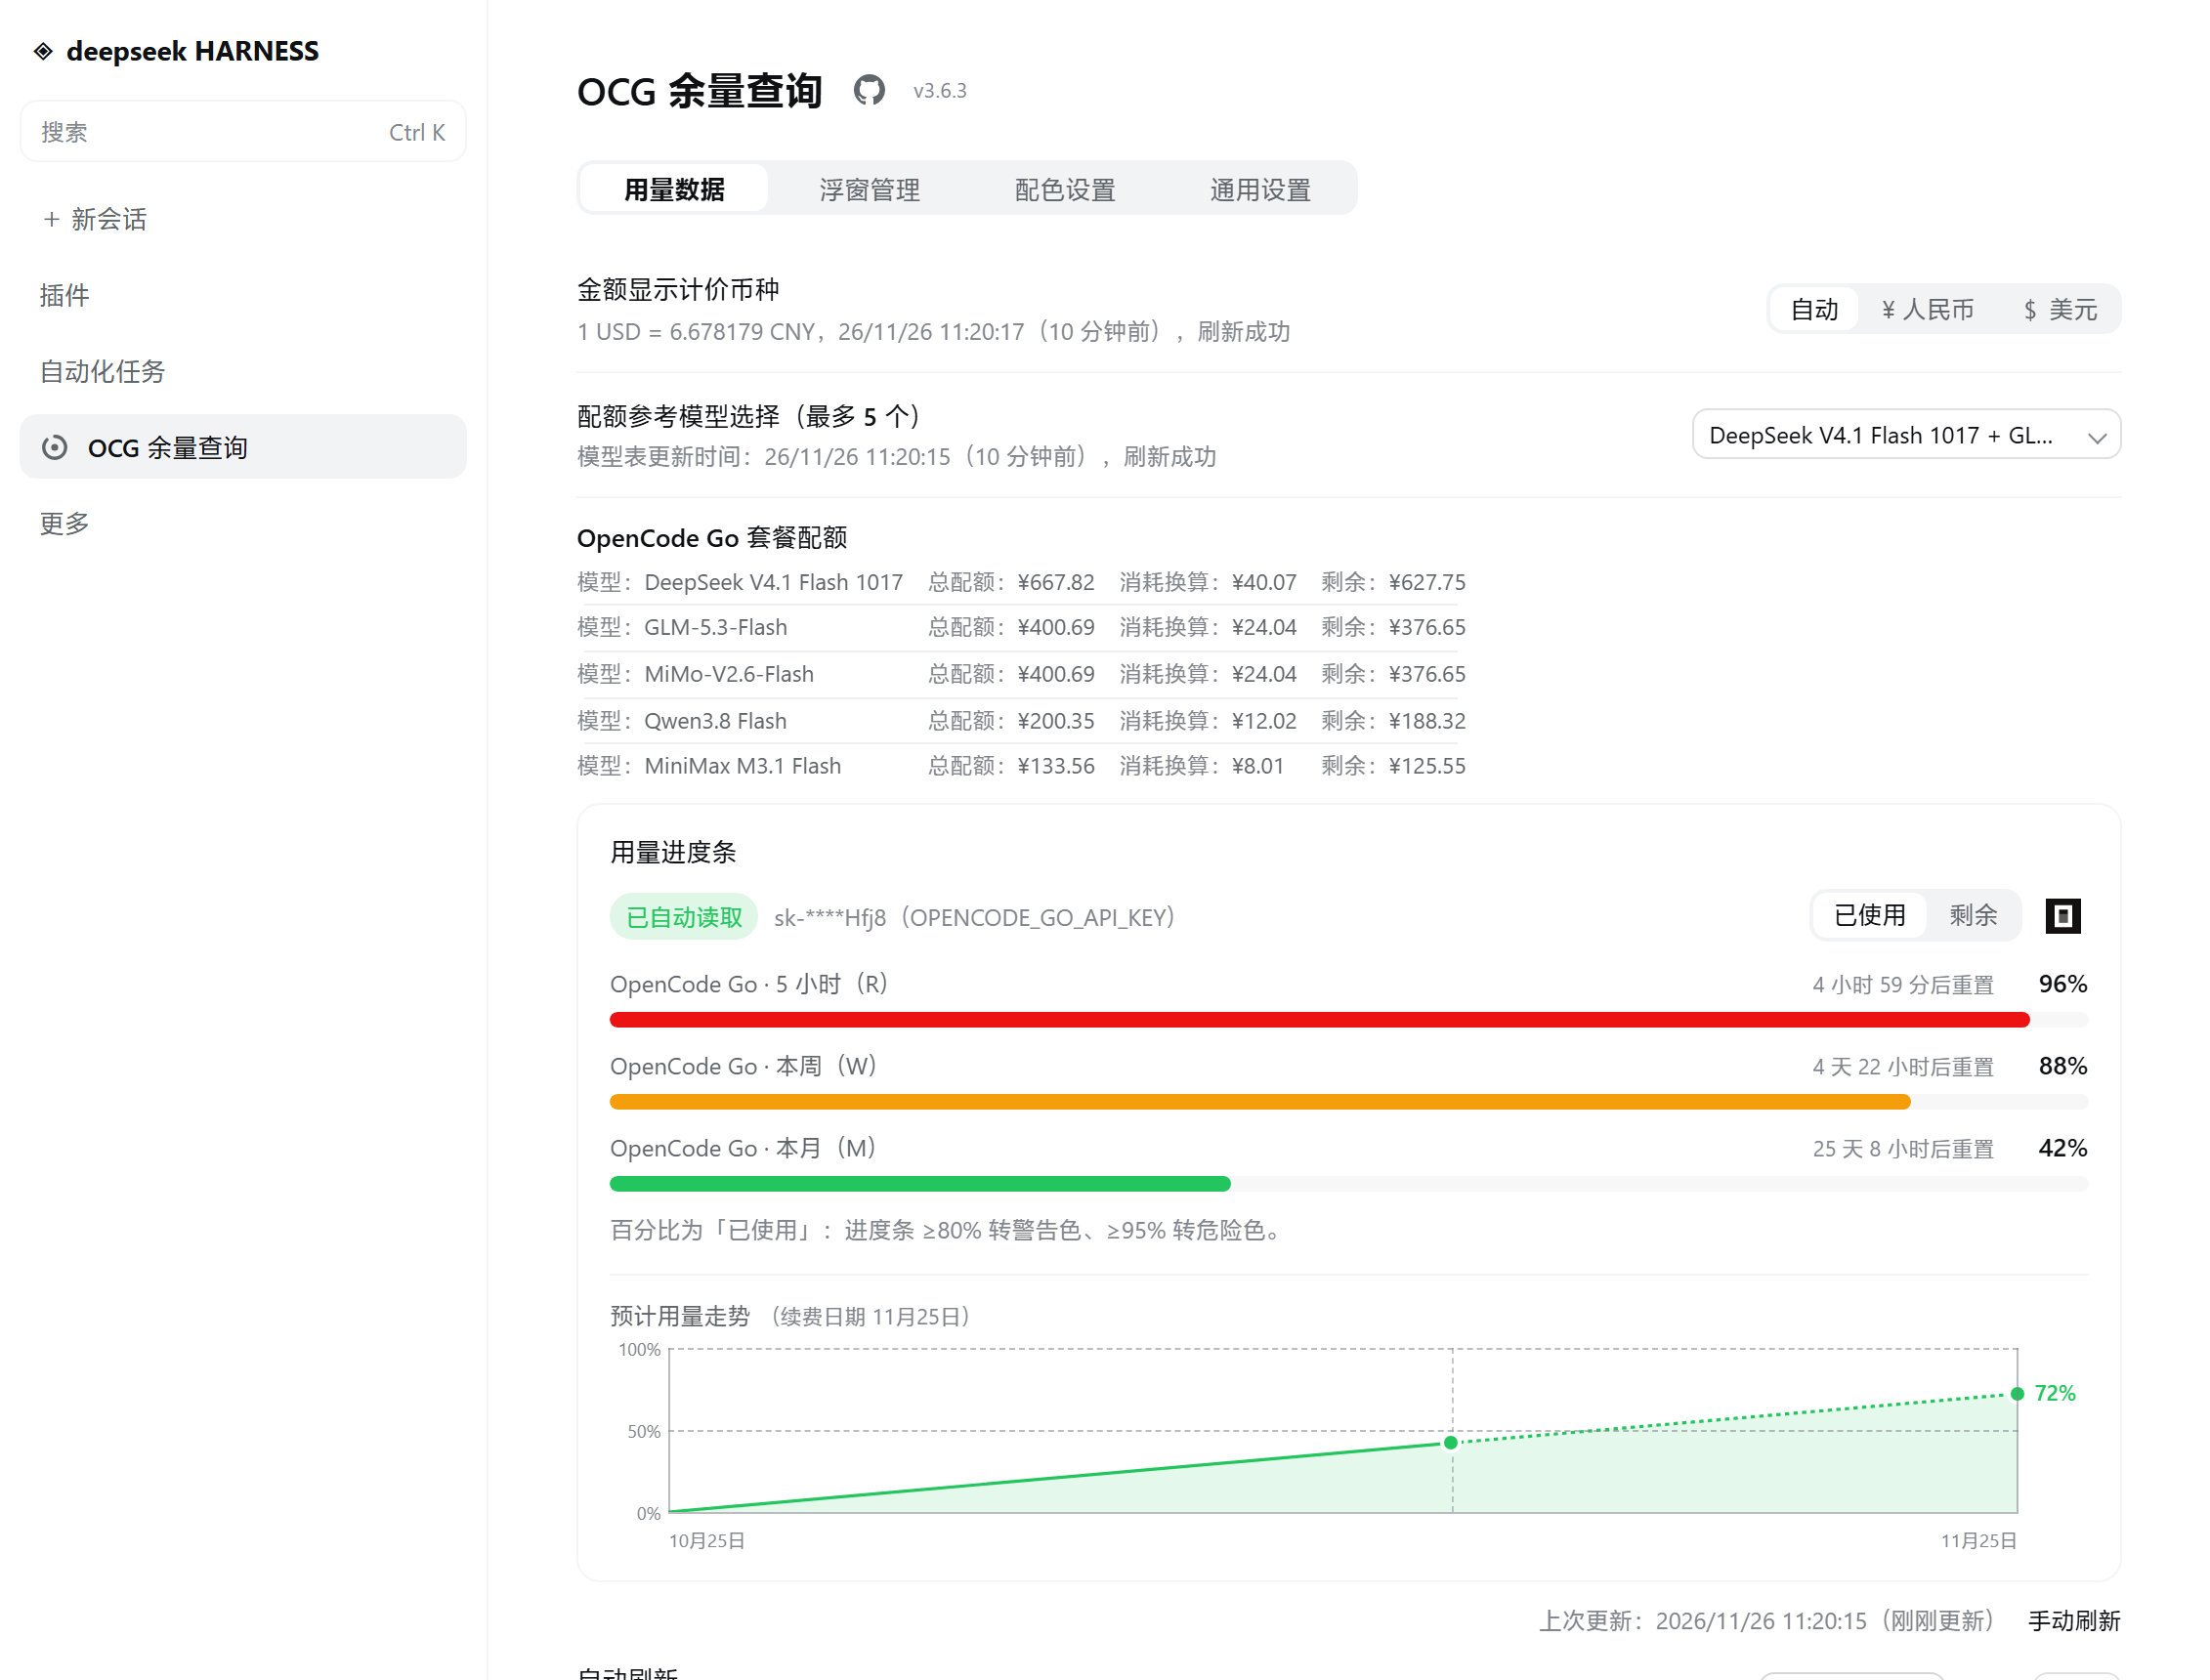 deepseek HARNESS
搜索 Ctrl K
+ 新会话
插件
自动化任务
OCG 余量查询
更多
OCG 余量查询 v3.6.3
用量数据 浮窗管理 配色设置 通用设置
金额显示计价币种
1 USD = 6.678179 CNY，26/11/26 11:20:17（10 分钟前），刷新成功
自动 ¥ 人民币 $ 美元
配额参考模型选择（最多 5 个）
模型表更新时间：26/11/26 11:20:15（10 分钟前），刷新成功
DeepSeek V4.1 Flash 1017 + GL...
OpenCode Go 套餐配额
模型：DeepSeek V4.1 Flash 1017 总配额：¥667.82 消耗换算：¥40.07 剩余：¥627.75
模型：GLM-5.3-Flash 总配额：¥400.69 消耗换算：¥24.04 剩余：¥376.65
模型：MiMo-V2.6-Flash 总配额：¥400.69 消耗换算：¥24.04 剩余：¥376.65
模型：Qwen3.8 Flash 总配额：¥200.35 消耗换算：¥12.02 剩余：¥188.32
模型：MiniMax M3.1 Flash 总配额：¥133.56 消耗换算：¥8.01 剩余：¥125.55
用量进度条
已自动读取 sk-****Hfj8（OPENCODE_GO_API_KEY）
已使用 剩余
OpenCode Go · 5 小时（R） 4 小时 59 分后重置 96%
OpenCode Go · 本周（W） 4 天 22 小时后重置 88%
OpenCode Go · 本月（M） 25 天 8 小时后重置 42%
百分比为「已使用」：进度条 ≥80% 转警告色、≥95% 转危险色。
预计用量走势 （续费日期 11月25日）
100%
72%
50%
0%
10月25日 11月25日
上次更新：2026/11/26 11:20:15（刚刚更新） 手动刷新
自动刷新